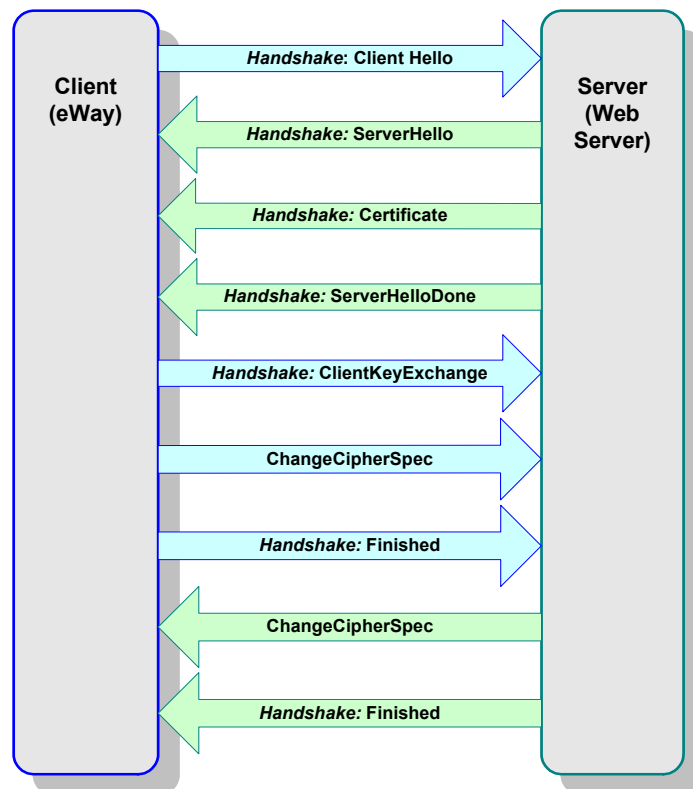 Client
(eWay)
Server
(Web
Server)
Handshake: Client Hello
Handshake: ServerHello
Handshake: Certificate
Handshake: ServerHelloDone
Handshake: ClientKeyExchange
ChangeCipherSpec
Handshake: Finished
ChangeCipherSpec
Handshake: Finished